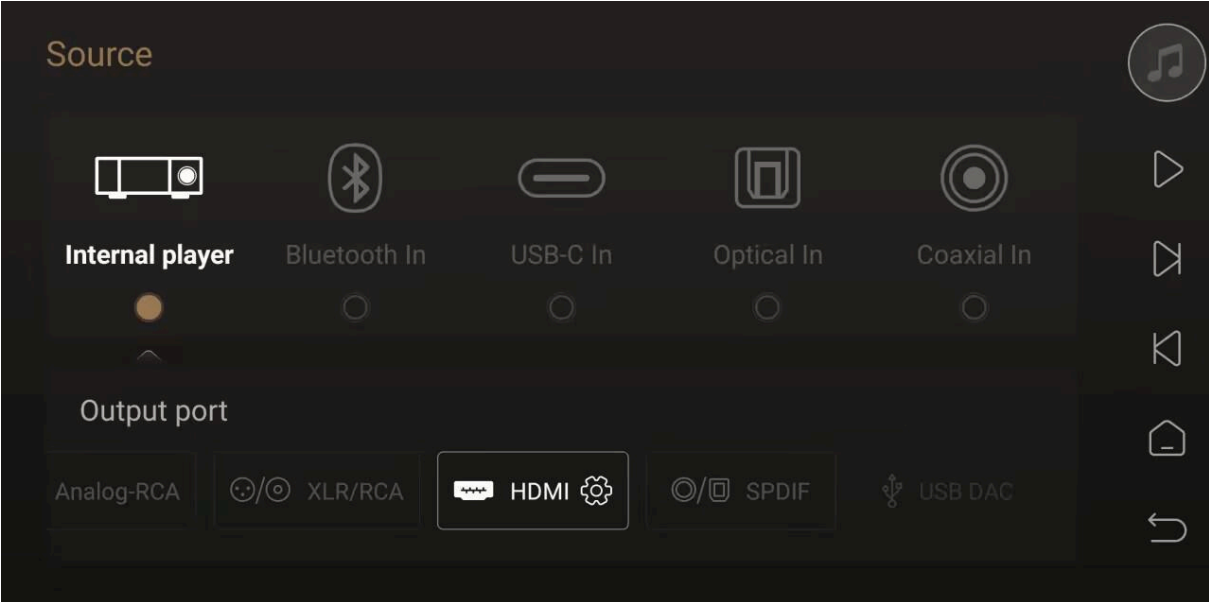 Source
Internal player
Bluetooth In
USB-C In
Optical In
Coaxial In
Output port
Analog-RCA
XLR/RCA
HDMI
SPDIF
USB DAC